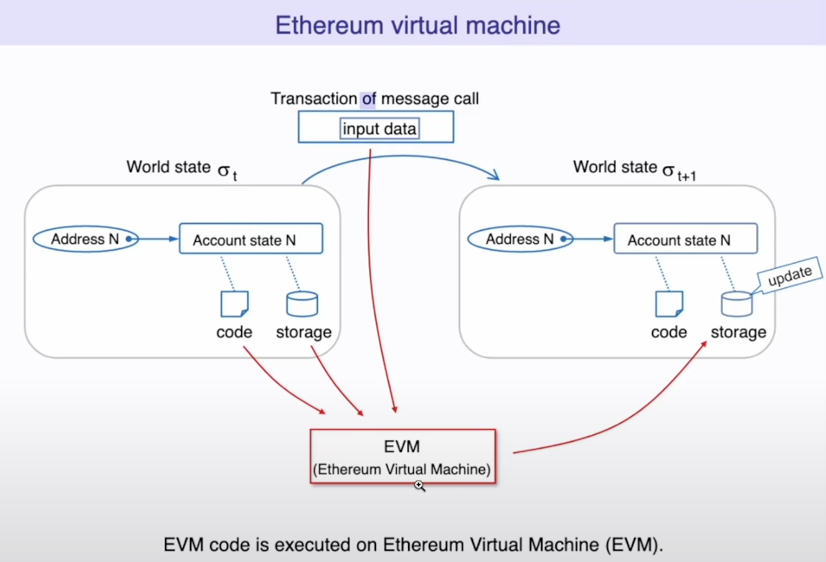 Ethereum virtual machine
Transaction of message call
input data
World state σt
World state σt+1
Address N
Account state N
Address N
Account state N
update
code
storage
code
storage
EVM
(Ethereum Virtual Machine)
EVM code is executed on Ethereum Virtual Machine (EVM).